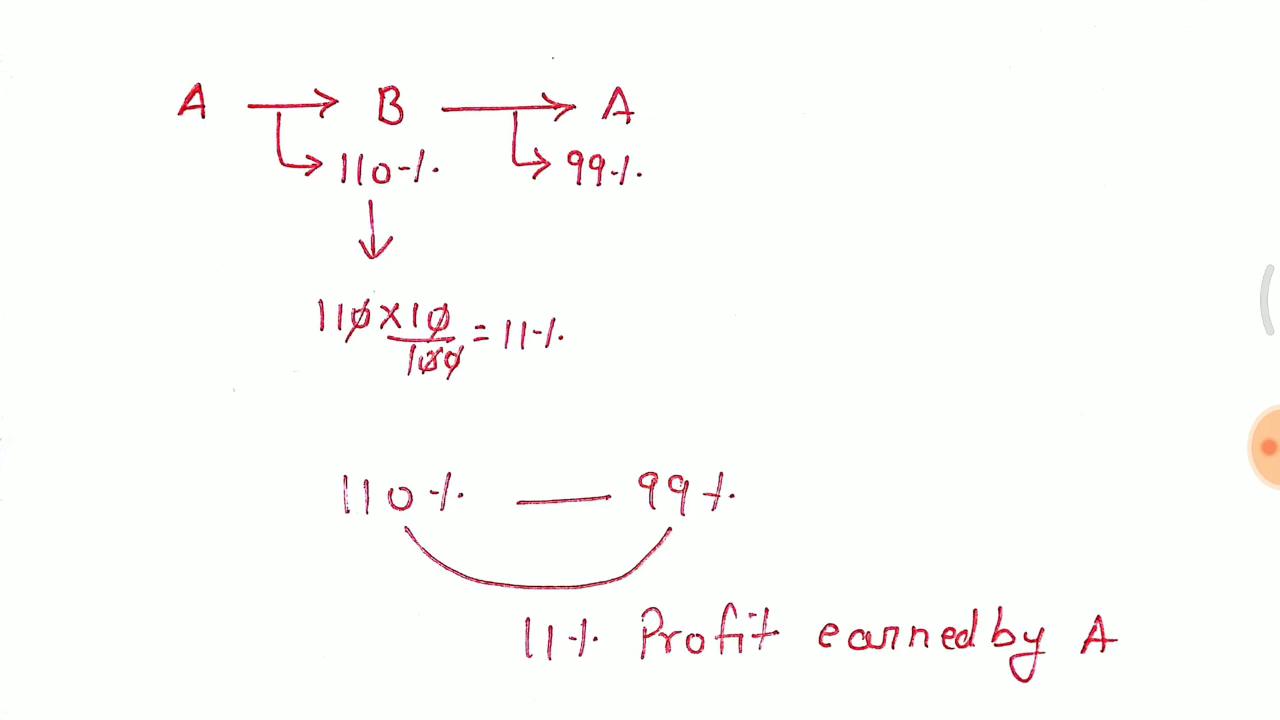 A → B → A
110% 99%
110 × 10 / 100 = 11%
110% — 99%
11% Profit earned by A